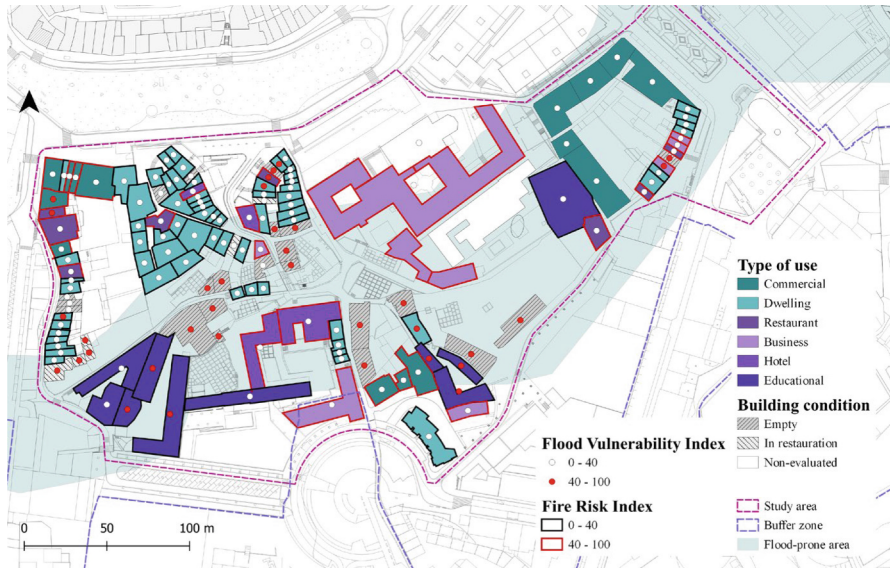 Type of use
Commercial
Dwelling
Restaurant
Business
Hotel
Educational
Building condition
Empty
In restauration
Non-evaluated
Study area
Buffer zone
Flood-prone area
Flood Vulnerability Index
0 - 40
40 - 100
Fire Risk Index
0 - 40
40 - 100
0 50 100 m